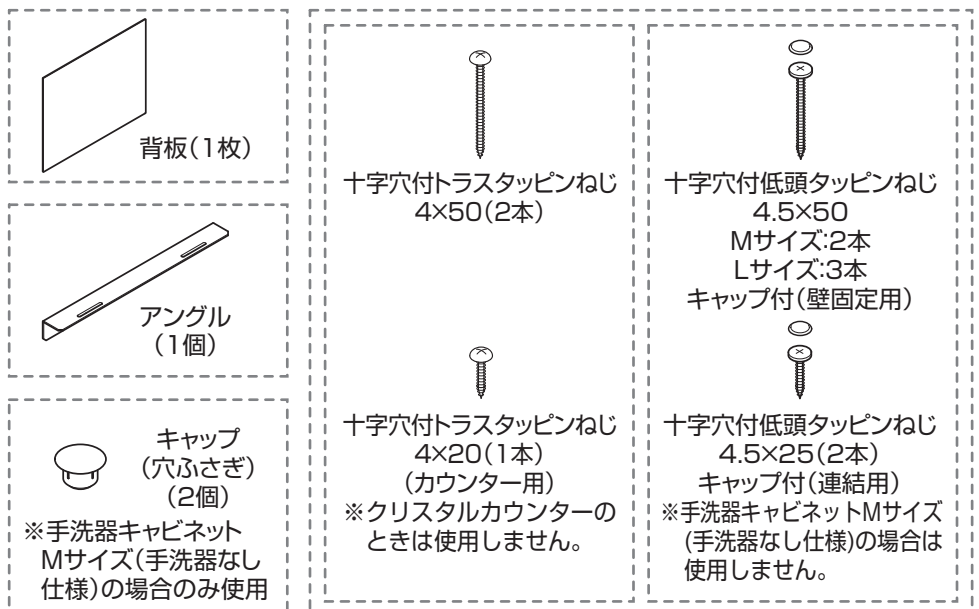 背板(1枚)
アングル
(1個)
キャップ
(穴ふさぎ)
(2個)
※手洗器キャビネット
Mサイズ(手洗器なし
仕様)の場合のみ使用
十字穴付トラスタッピンねじ
4×50(2本)
十字穴付トラスタッピンねじ
4×20(1本)
(カウンター用)
※クリスタルカウンターの
ときは使用しません。
十字穴付低頭タッピンねじ
4.5×50
Mサイズ:2本
Lサイズ:3本
キャップ付(壁固定用)
十字穴付低頭タッピンねじ
4.5×25(2本)
キャップ付(連結用)
※手洗器キャビネットMサイズ
(手洗器なし仕様)の場合は
使用しません。